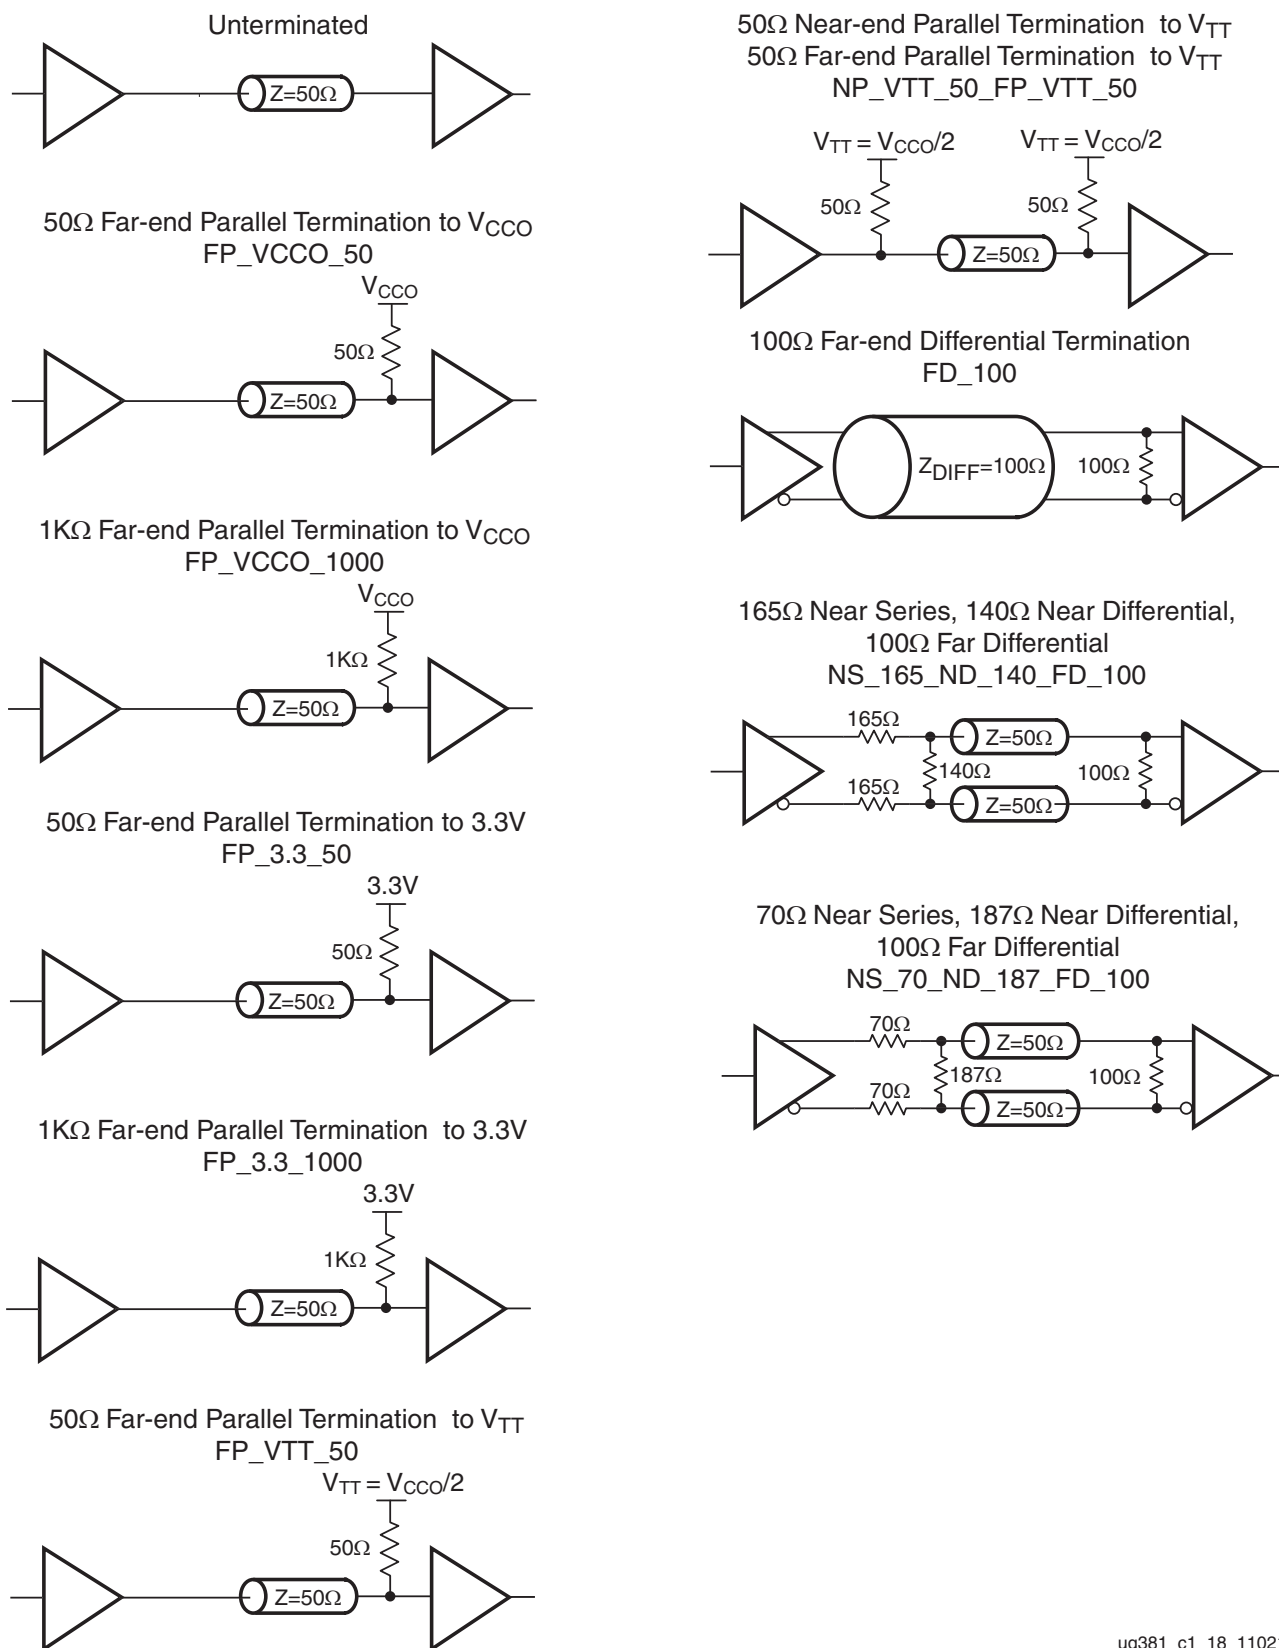 Unterminated
Z=50Ω
50Ω Far-end Parallel Termination to VCCO
FP_VCCO_50
VCCO
50Ω
Z=50Ω
1KΩ Far-end Parallel Termination to VCCO
FP_VCCO_1000
VCCO
1KΩ
Z=50Ω
50Ω Far-end Parallel Termination to 3.3V
FP_3.3_50
3.3V
50Ω
Z=50Ω
1KΩ Far-end Parallel Termination to 3.3V
FP_3.3_1000
3.3V
1KΩ
Z=50Ω
50Ω Far-end Parallel Termination to VTT
FP_VTT_50
VTT = VCCO/2
50Ω
Z=50Ω
50Ω Near-end Parallel Termination to VTT
50Ω Far-end Parallel Termination to VTT
NP_VTT_50_FP_VTT_50
VTT = VCCO/2 VTT = VCCO/2
50Ω 50Ω
Z=50Ω
100Ω Far-end Differential Termination
FD_100
ZDIFF=100Ω 100Ω
165Ω Near Series, 140Ω Near Differential,
100Ω Far Differential
NS_165_ND_140_FD_100
165Ω Z=50Ω
140Ω 100Ω
165Ω Z=50Ω
70Ω Near Series, 187Ω Near Differential,
100Ω Far Differential
NS_70_ND_187_FD_100
70Ω Z=50Ω
187Ω 100Ω
70Ω Z=50Ω